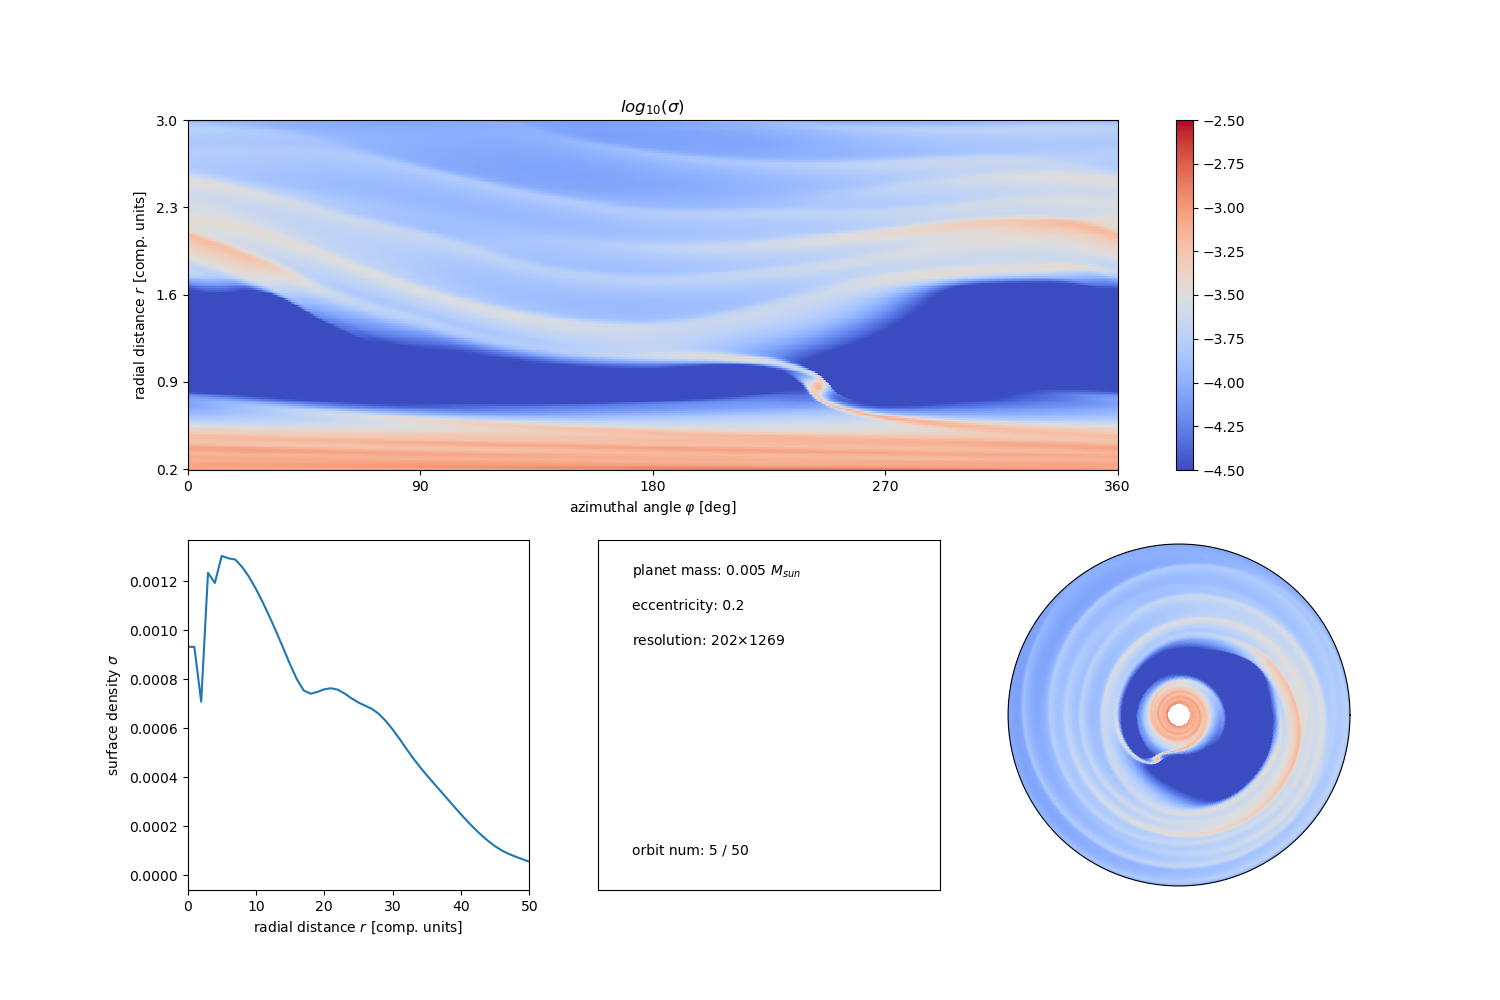 log₁₀(σ)
3.0
2.3
1.6
0.9
0.2
radial distance r [comp. units]
0 90 180 270 360
azimuthal angle φ [deg]
−2.50
−2.75
−3.00
−3.25
−3.50
−3.75
−4.00
−4.25
−4.50
0.0012
0.0010
0.0008
0.0006
0.0004
0.0002
0.0000
surface density σ
0 10 20 30 40 50
radial distance r [comp. units]
planet mass: 0.005 M_sun
eccentricity: 0.2
resolution: 202×1269
orbit num: 5 / 50